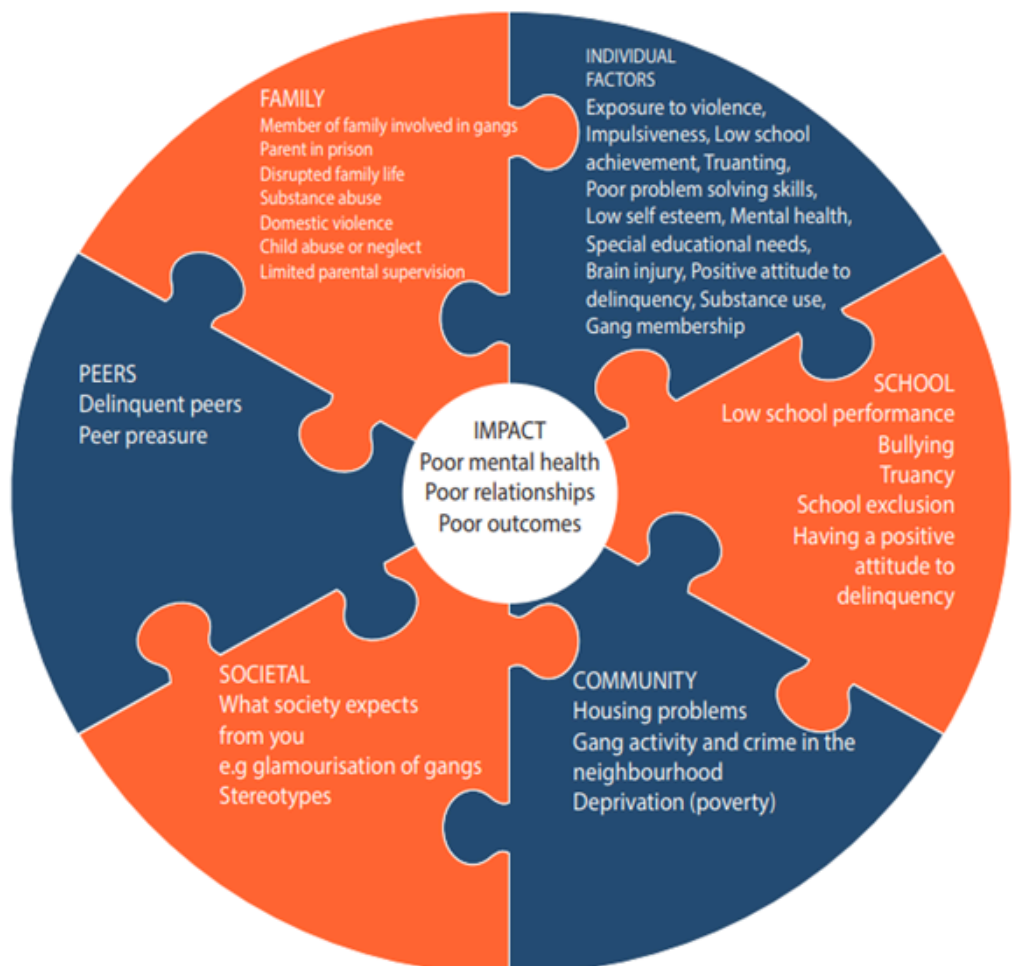 FAMILY
Member of family involved in gangs
Parent in prison
Disrupted family life
Substance abuse
Domestic violence
Child abuse or neglect
Limited parental supervision
INDIVIDUAL
FACTORS
Exposure to violence,
Impulsiveness, Low school
achievement, Truanting,
Poor problem solving skills,
Low self esteem, Mental health,
Special educational needs,
Brain injury, Positive attitude to
delinquency, Substance use,
Gang membership
PEERS
Delinquent peers
Peer preasure
IMPACT
Poor mental health
Poor relationships
Poor outcomes
SCHOOL
Low school performance
Bullying
Truancy
School exclusion
Having a positive
attitude to
delinquency
SOCIETAL
What society expects
from you
e.g glamourisation of gangs
Stereotypes
COMMUNITY
Housing problems
Gang activity and crime in the
neighbourhood
Deprivation (poverty)